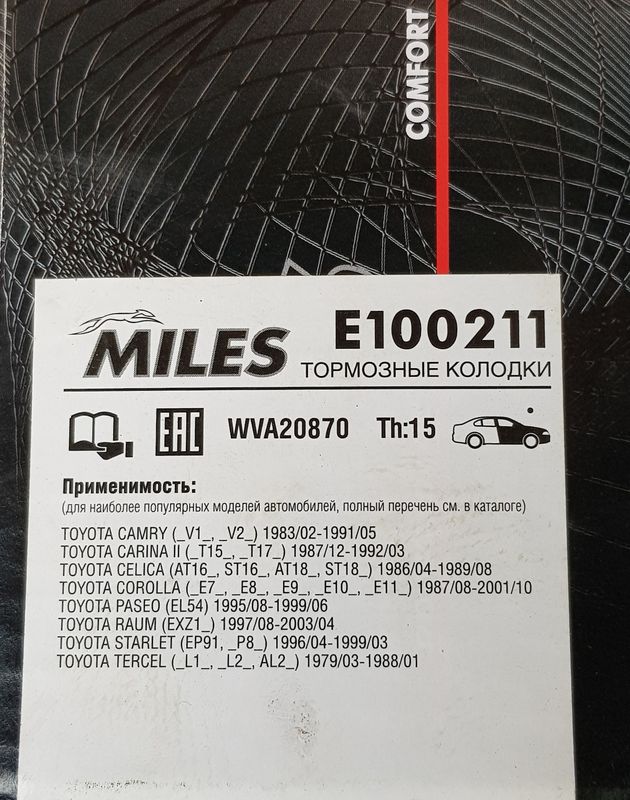 COMFORT
MILES
E100211
ТОРМОЗНЫЕ КОЛОДКИ
EAC WVA20870 Th:15
Применимость:
(для наиболее популярных моделей автомобилей, полный перечень см. в каталоге)
TOYOTA CAMRY (_V1_, _V2_) 1983/02-1991/05
TOYOTA CARINA II (_T15_, _T17_) 1987/12-1992/03
TOYOTA CELICA (AT16_, ST16_, AT18_, ST18_) 1986/04-1989/08
TOYOTA COROLLA (_E7_, _E8_, _E9_, _E10_, _E11_) 1987/08-2001/10
TOYOTA PASEO (EL54) 1995/08-1999/06
TOYOTA RAUM (EXZ1_) 1997/08-2003/04
TOYOTA STARLET (EP91, _P8_) 1996/04-1999/03
TOYOTA TERCEL (_L1_, _L2_, AL2_) 1979/03-1988/01